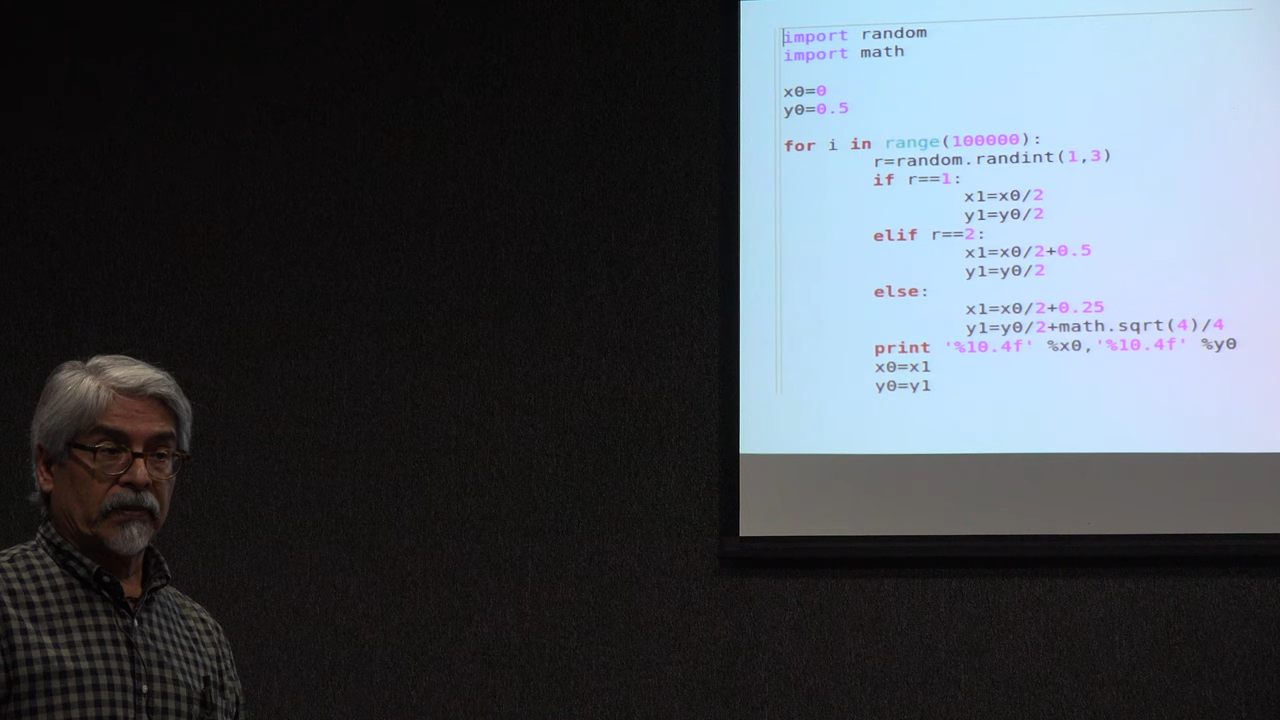 import random
import math
x0=0
y0=0.5
for i in range(100000):
r=random.randint(1,3)
if r==1:
x1=x0/2
y1=y0/2
elif r==2:
x1=x0/2+0.5
y1=y0/2
else:
x1=x0/2+0.25
y1=y0/2+math.sqrt(4)/4
print '%10.4f' %x0,'%10.4f' %y0
x0=x1
y0=y1